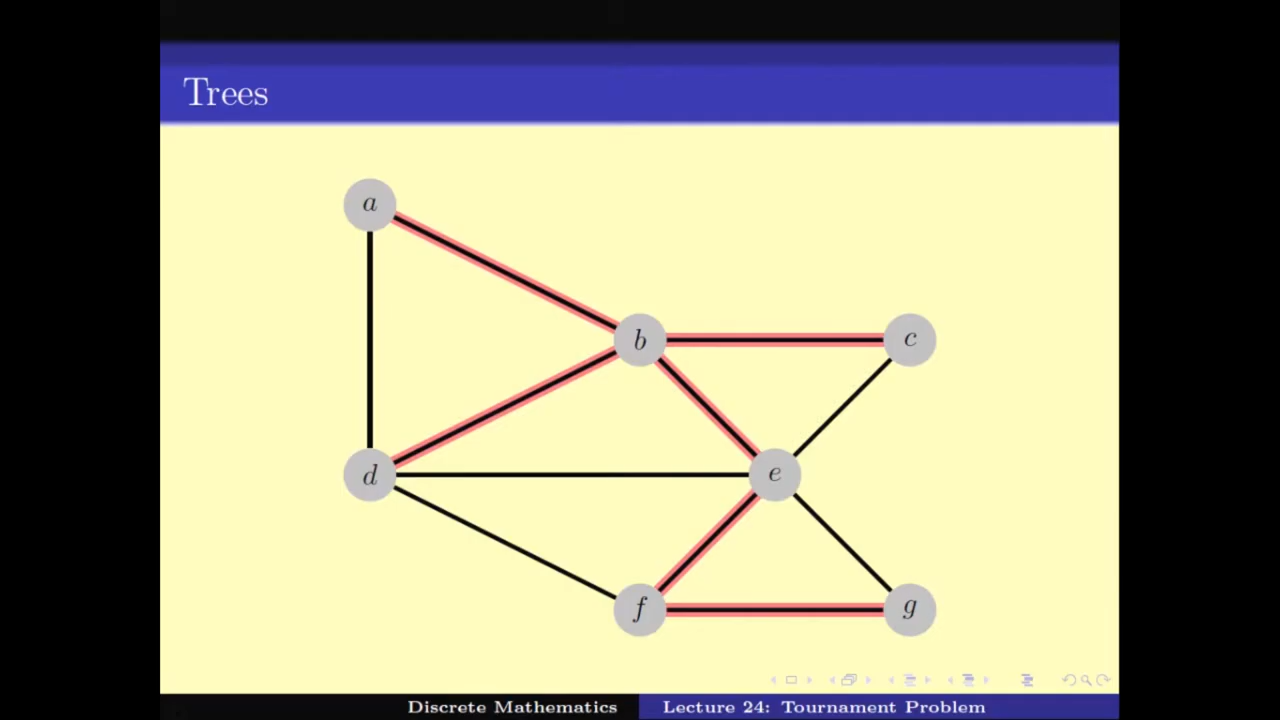 Trees
a
b
c
d
e
f
g
Discrete Mathematics
Lecture 24: Tournament Problem